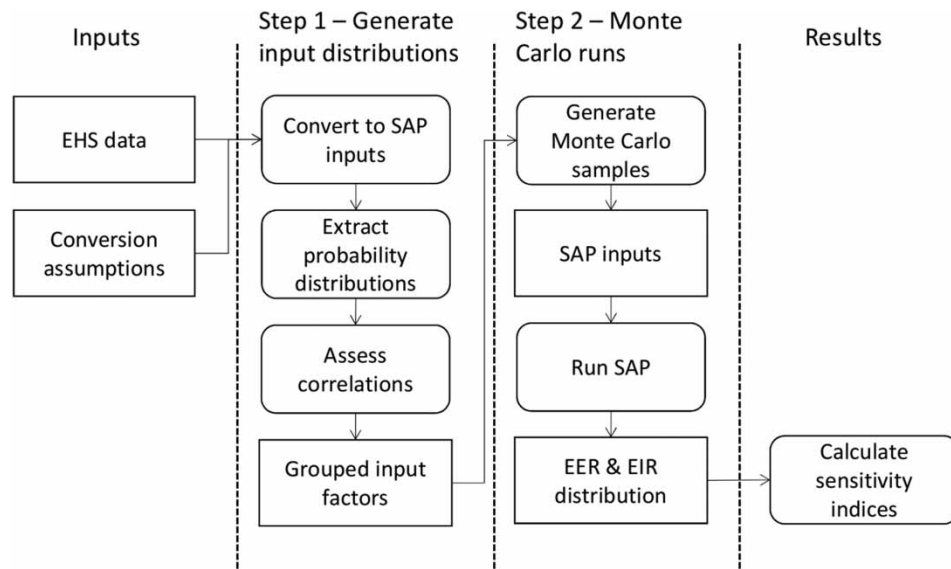 Inputs
EHS data
Conversion
assumptions
Step 1 – Generate
input distributions
Convert to SAP
inputs
Extract
probability
distributions
Assess
correlations
Grouped input
factors
Step 2 – Monte
Carlo runs
Generate
Monte Carlo
samples
SAP inputs
Run SAP
EER & EIR
distribution
Results
Calculate
sensitivity
indices